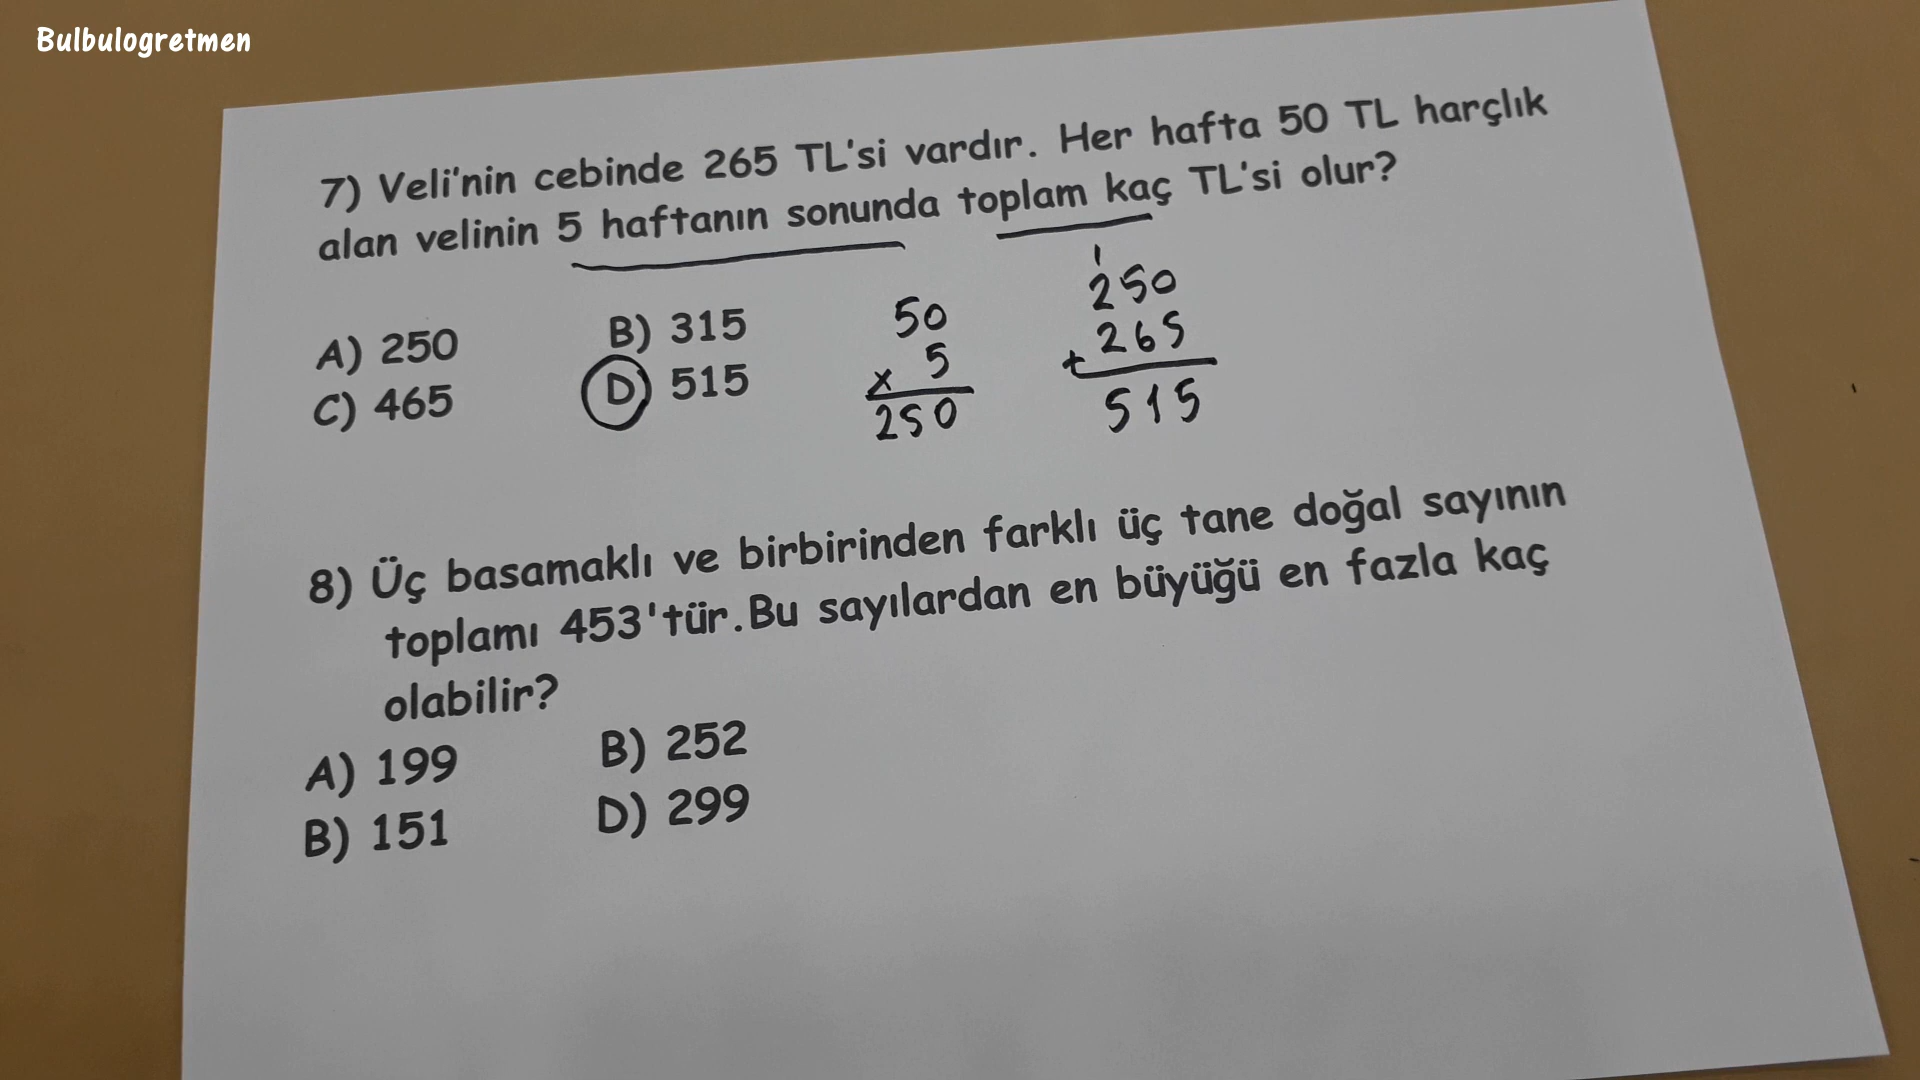 Bulbulogretmen
7) Veli'nin cebinde 265 TL'si vardır. Her hafta 50 TL harçlık
alan velinin 5 haftanın sonunda toplam kaç TL'si olur?
A) 250 B) 315
C) 465 D) 515
50
x 5
250
1
250
+ 265
515
8) Üç basamaklı ve birbirinden farklı üç tane doğal sayının
toplamı 453'tür.Bu sayılardan en büyüğü en fazla kaç
olabilir?
A) 199 B) 252
B) 151 D) 299